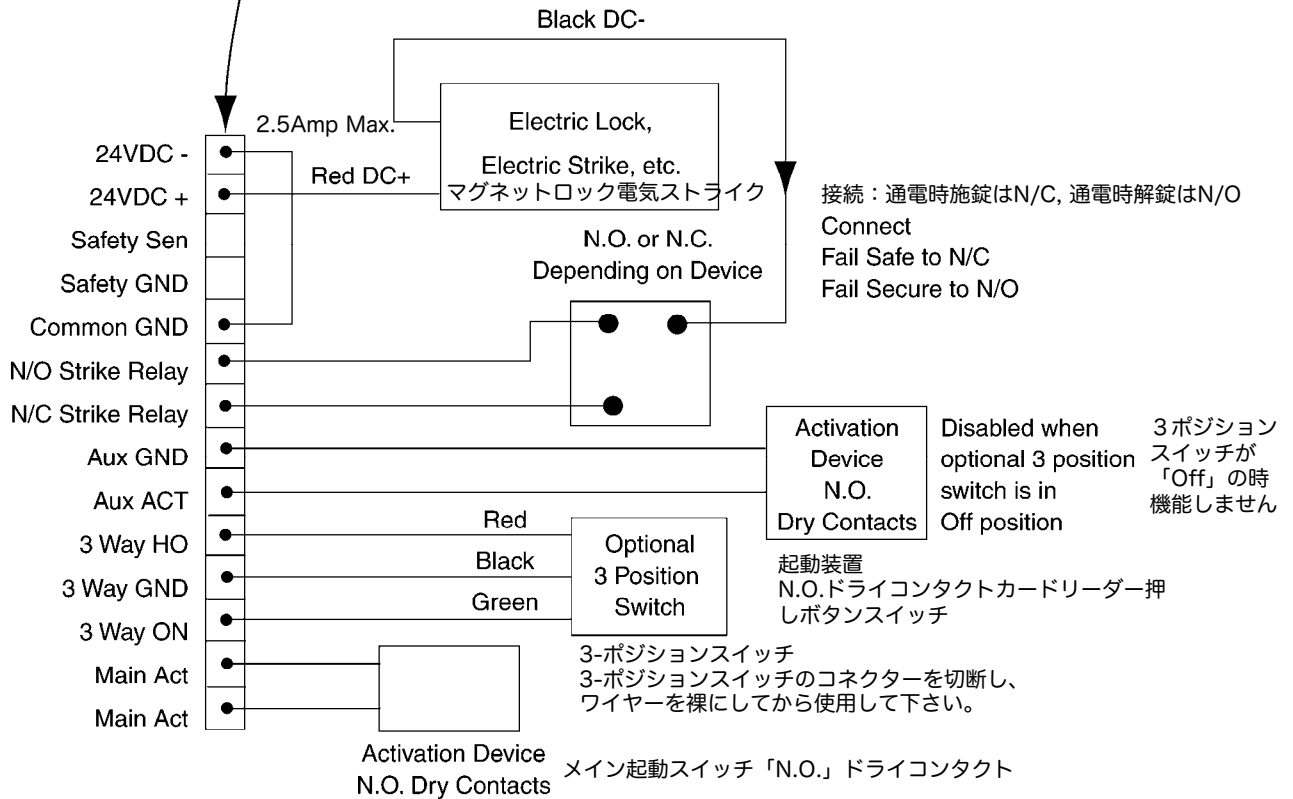 Black DC-
2.5Amp Max.
Electric Lock,
Electric Strike, etc.
マグネットロック電気ストライク
24VDC -
Red DC+
24VDC +
接続：通電時施錠はN/C, 通電時解錠はN/O
Connect
Fail Safe to N/C
Fail Secure to N/O
Safety Sen
N.O. or N.C.
Depending on Device
Safety GND
Common GND
N/O Strike Relay
N/C Strike Relay
Aux GND
Aux ACT
Activation
Device
N.O.
Dry Contacts
Disabled when
optional 3 position
switch is in
Off position
３ポジション
スイッチが
「Off」の時
機能しません
3 Way HO
Red
3 Way GND
Black
3 Way ON
Green
Optional
3 Position
Switch
起動装置
N.O.ドライコンタクトカードリーダー押
しボタンスイッチ
3-ポジションスイッチ
3-ポジションスイッチのコネクターを切断し、
ワイヤーを裸にしてから使用して下さい。
Main Act
Main Act
Activation Device
N.O. Dry Contacts
メイン起動スイッチ「N.O.」ドライコンタクト